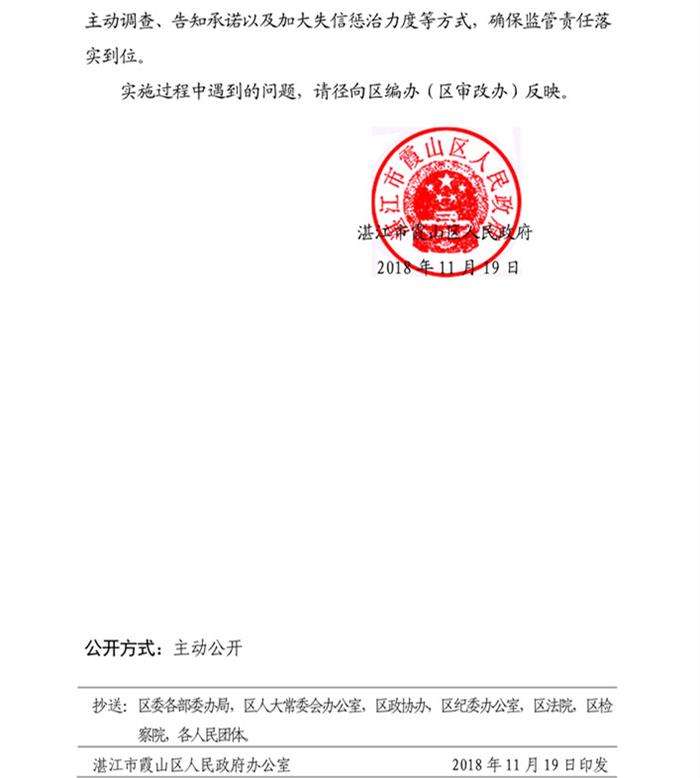 主动调查、告知承诺以及加大失信惩治力度等方式，确保监管责任落
实到位。
实施过程中遇到的问题，请径向区编办（区审改办）反映。
湛江市霞山区人民政府
湛江市霞山区人民政府
2018 年 11 月 19 日
公开方式：主动公开
抄送：区委各部委办局，区人大常委会办公室，区政协办，区纪委办公室，区法院，区检
察院，各人民团体。
湛江市霞山区人民政府办公室 2018 年 11 月 19 日印发